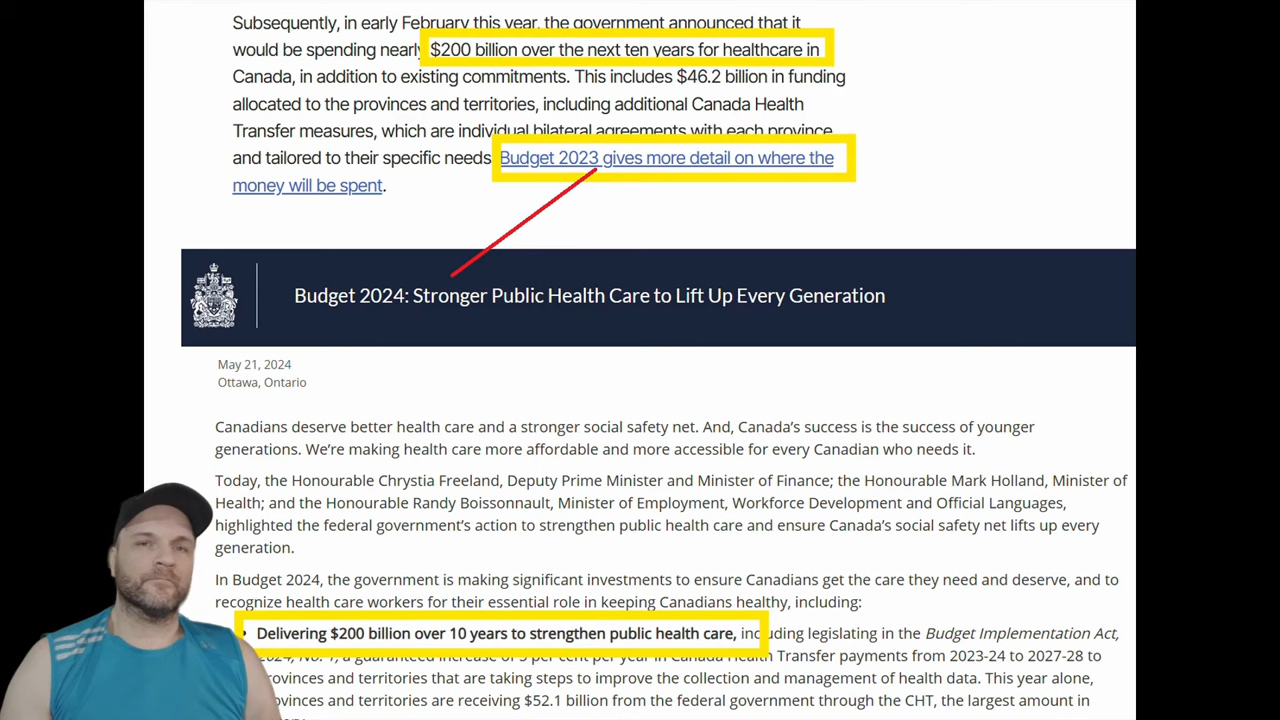 Subsequently, in early February this year, the government announced that it
would be spending nearly $200 billion over the next ten years for healthcare in
Canada, in addition to existing commitments. This includes $46.2 billion in funding
allocated to the provinces and territories, including additional Canada Health
Transfer measures, which are individual bilateral agreements with each province
and tailored to their specific needs Budget 2023 gives more detail on where the
money will be spent.
Budget 2024: Stronger Public Health Care to Lift Up Every Generation
May 21, 2024
Ottawa, Ontario
Canadians deserve better health care and a stronger social safety net. And, Canada's success is the success of younger
generations. We're making health care more affordable and more accessible for every Canadian who needs it.
Today, the Honourable Chrystia Freeland, Deputy Prime Minister and Minister of Finance; the Honourable Mark Holland, Minister of
Health; and the Honourable Randy Boissonnault, Minister of Employment, Workforce Development and Official Languages,
highlighted the federal government's action to strengthen public health care and ensure Canada's social safety net lifts up every
generation.
In Budget 2024, the government is making significant investments to ensure Canadians get the care they need and deserve, and to
recognize health care workers for their essential role in keeping Canadians healthy, including:
• Delivering $200 billion over 10 years to strengthen public health care, including legislating in the Budget Implementation Act,
2024, No. 1, a guaranteed increase of 5 per cent per year in Canada Health Transfer payments from 2023-24 to 2027-28 to
provinces and territories that are taking steps to improve the collection and management of health data. This year alone,
provinces and territories are receiving $52.1 billion from the federal government through the CHT, the largest amount in